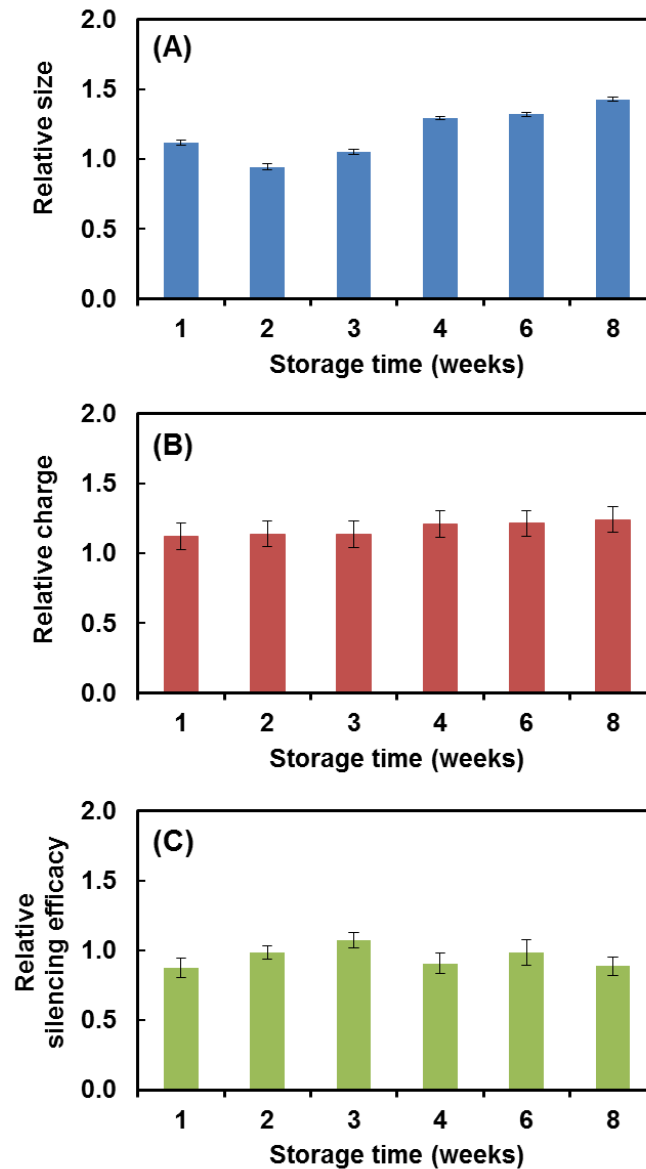 (A)
Relative size
2.0
1.5
1.0
0.5
0.0
1 2 3 4 6 8
Storage time (weeks)
(B)
Relative charge
2.0
1.5
1.0
0.5
0.0
1 2 3 4 6 8
Storage time (weeks)
(C)
Relative
silencing efficacy
2.0
1.5
1.0
0.5
0.0
1 2 3 4 6 8
Storage time (weeks)